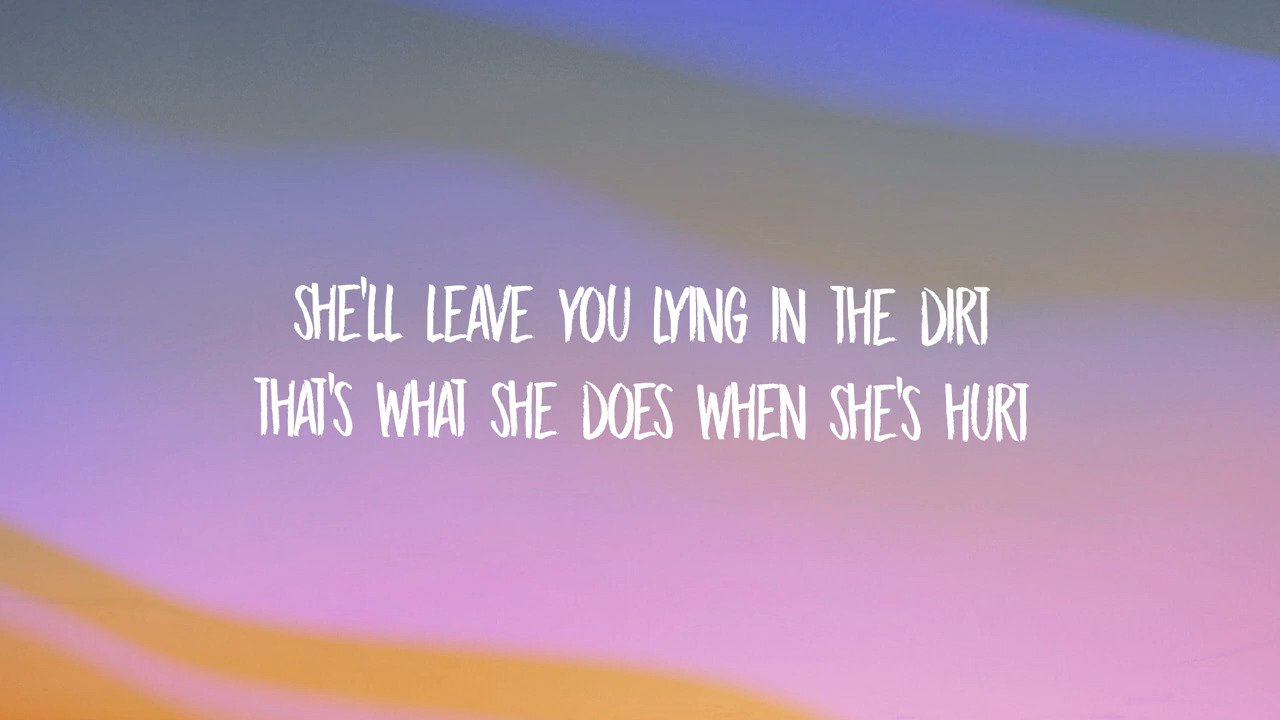 SHE'LL LEAVE YOU LYING IN THE DIRT
THAT'S WHAT SHE DOES WHEN SHE'S HURT